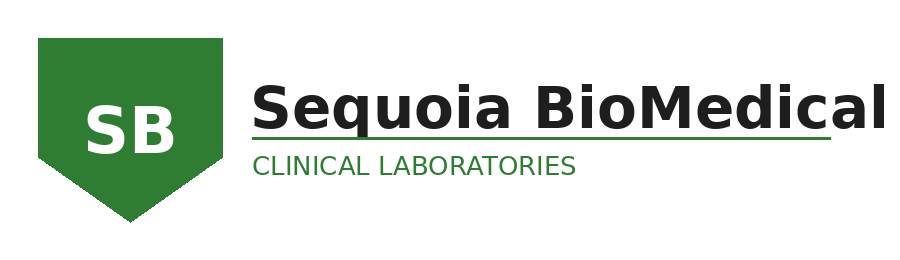 SB
Sequoia BioMedical
CLINICAL LABORATORIES